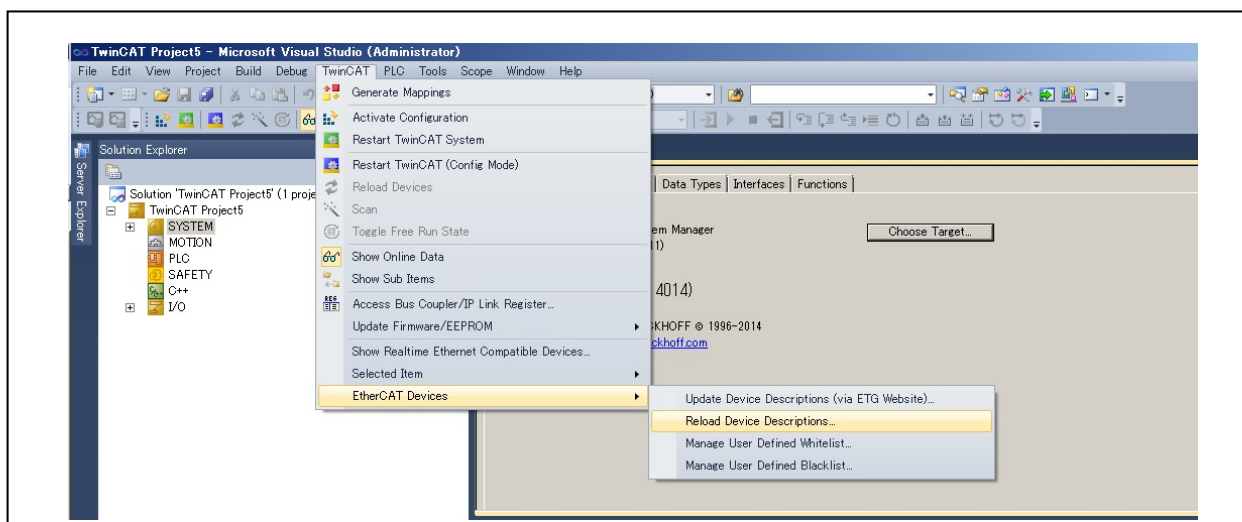 TwinCAT Project5 - Microsoft Visual Studio (Administrator)
File Edit View Project Build Debug TwinCAT PLC Tools Scope Window Help
Generate Mappings
Activate Configuration
Restart TwinCAT System
Restart TwinCAT (Config Mode)
Reload Devices
Scan
Toggle Free Run State
Show Online Data
Show Sub Items
Access Bus Coupler/IP Link Register...
Update Firmware/EEPROM
Show Realtime Ethernet Compatible Devices...
Selected Item
EtherCAT Devices
Update Device Descriptions (via ETG Website)...
Reload Device Descriptions...
Manage User Defined Whitelist...
Manage User Defined Blacklist...
Server Explorer
Solution Explorer
Solution 'TwinCAT Project5' (1 proje
TwinCAT Project5
SYSTEM
MOTION
PLC
SAFETY
C++
I/O
Data Types Interfaces Functions
em Manager
Choose Target...
4014)
KHOFF © 1996-2014
ckhoff.com